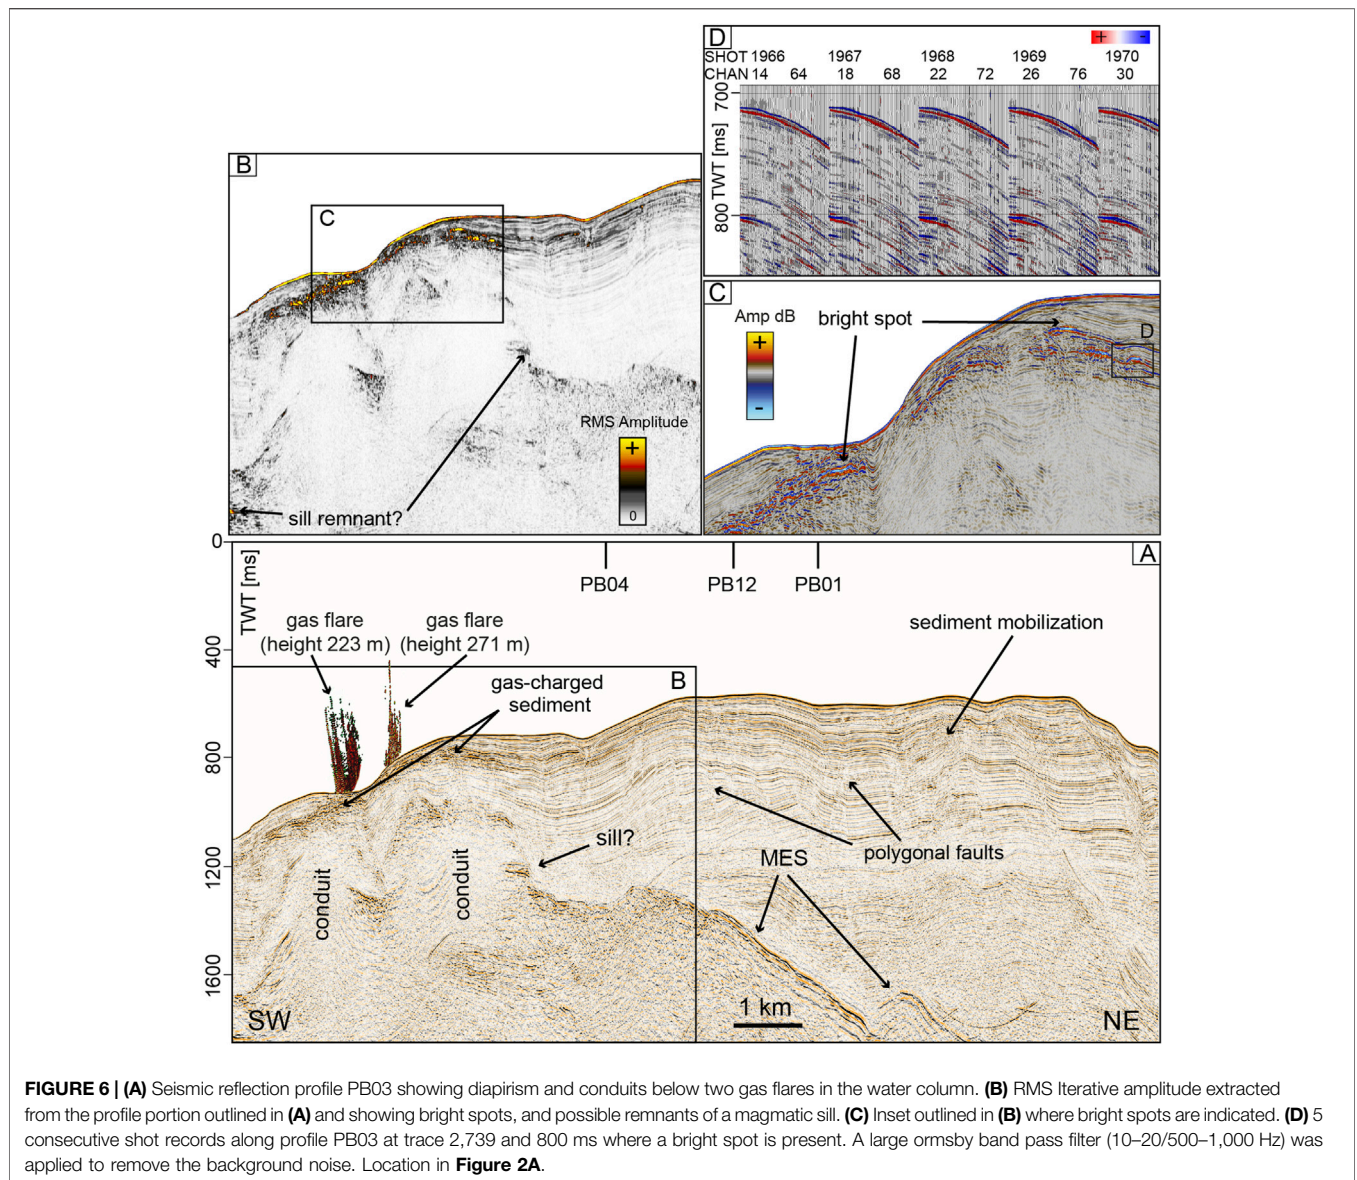 D
+ -
SHOT 1966 1967 1968 1969 1970
CHAN 14 64 18 68 22 72 26 76 30
700
800
TWT [ms]
B
C
RMS Amplitude
+
0
sill remnant?
C
Amp dB
+
-
bright spot
D
A
0
400
800
1200
1600
TWT [ms]
PB04 PB12 PB01
gas flare
(height 223 m)
gas flare
(height 271 m)
B
gas-charged
sediment
sediment mobilization
sill?
polygonal faults
MES
conduit
conduit
1 km
SW
NE
FIGURE 6 | (A) Seismic reflection profile PB03 showing diapirism and conduits below two gas flares in the water column. (B) RMS Iterative amplitude extracted
from the profile portion outlined in (A) and showing bright spots, and possible remnants of a magmatic sill. (C) Inset outlined in (B) where bright spots are indicated. (D) 5
consecutive shot records along profile PB03 at trace 2,739 and 800 ms where a bright spot is present. A large ormsby band pass filter (10–20/500–1,000 Hz) was
applied to remove the background noise. Location in Figure 2A.